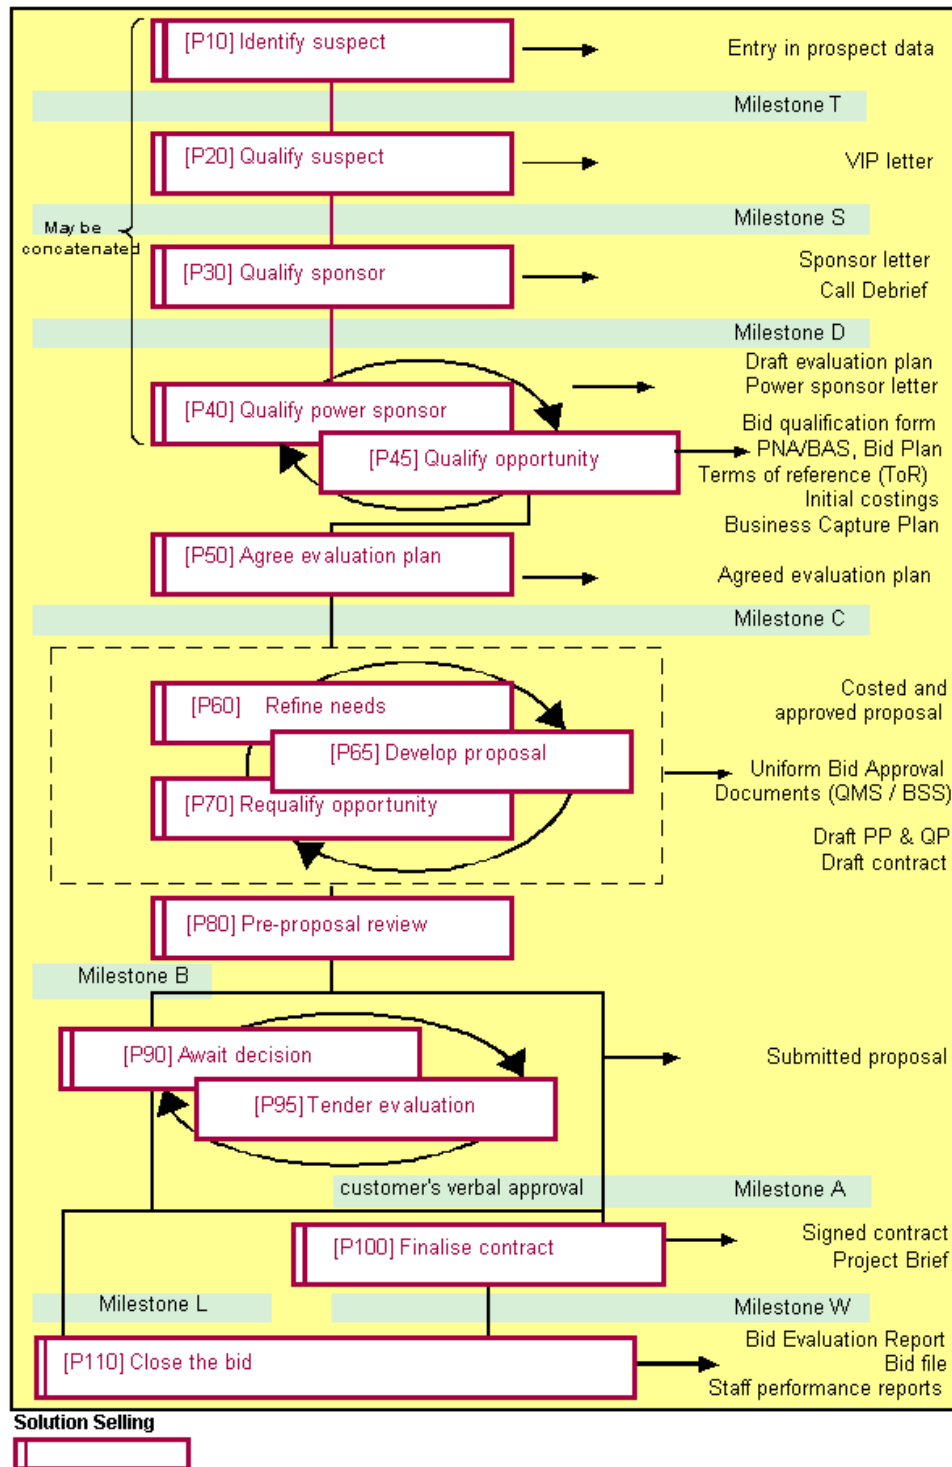 [P10] Identify suspect
Entry in prospect data
Milestone T
[P20] Qualify suspect
VIP letter
Milestone S
May be
concatenated
[P30] Qualify sponsor
Sponsor letter
Call Debrief
Milestone D
Draft evaluation plan
Power sponsor letter
[P40] Qualify power sponsor
Bid qualification form
[P45] Qualify opportunity
PNA/BAS, Bid Plan
Terms of reference (ToR)
Initial costings
Business Capture Plan
[P50] Agree evaluation plan
Agreed evaluation plan
Milestone C
[P60] Refine needs
Costed and
approved proposal
[P65] Develop proposal
Uniform Bid Approval
Documents (QMS / BSS)
[P70] Requalify opportunity
Draft PP & QP
Draft contract
[P80] Pre-proposal review
Milestone B
[P90] Await decision
Submitted proposal
[P95] Tender evaluation
customer's verbal approval
Milestone A
[P100] Finalise contract
Signed contract
Project Brief
Milestone L
Milestone W
[P110] Close the bid
Bid Evaluation Report
Bid file
Staff performance reports
Solution Selling